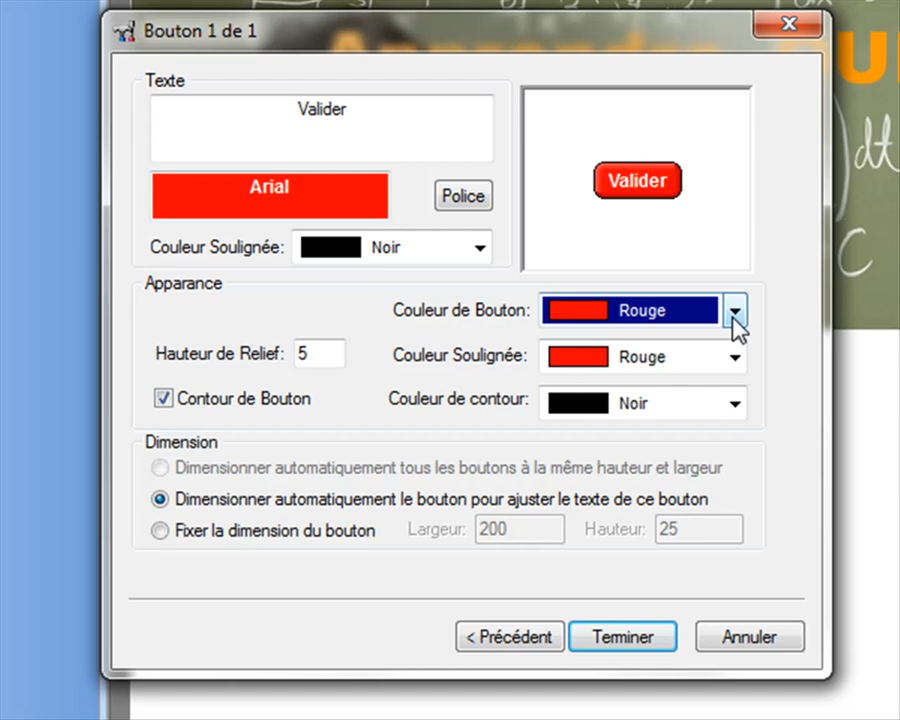 Bouton 1 de 1
Texte
Valider
Arial
Police
Couleur Soulignée: Noir
Valider
Apparance
Couleur de Bouton: Rouge
Hauteur de Relief: 5
Couleur Soulignée: Rouge
Contour de Bouton
Couleur de contour: Noir
Dimension
Dimensionner automatiquement tous les boutons à la même hauteur et largeur
Dimensionner automatiquement le bouton pour ajuster le texte de ce bouton
Fixer la dimension du bouton Largeur: 200 Hauteur: 25
< Précédent Terminer Annuler
dt
C